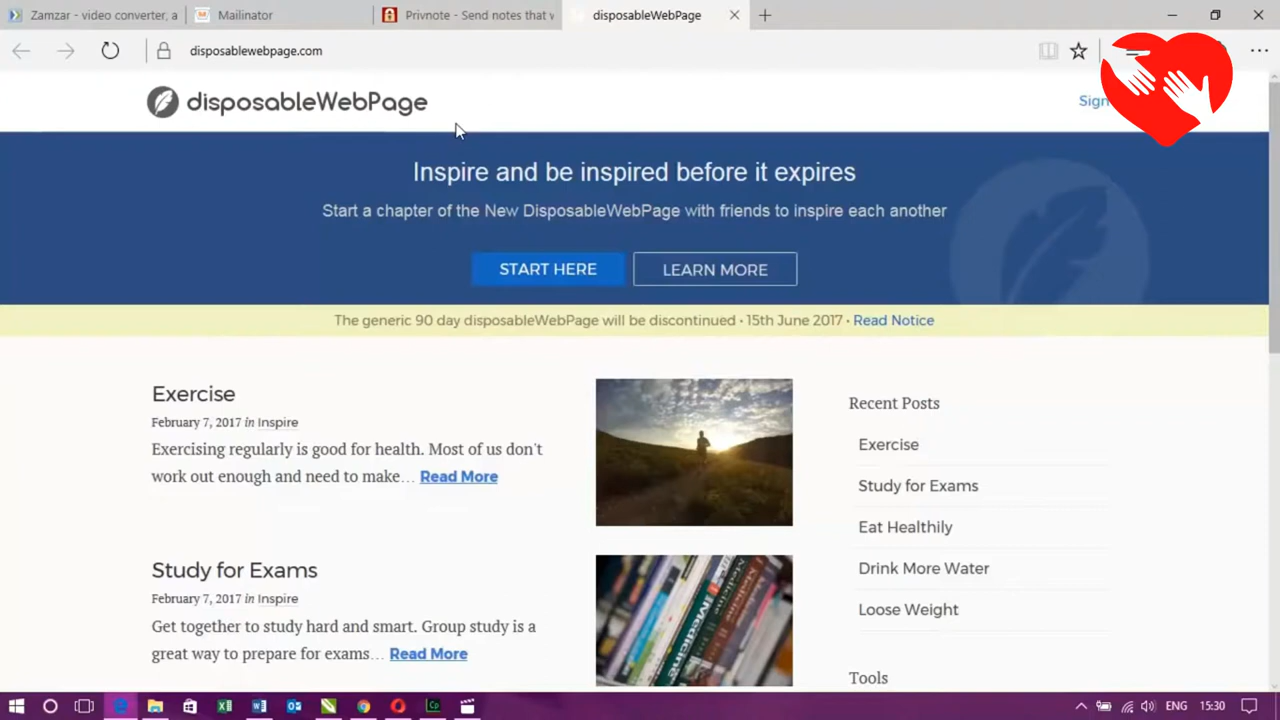 Zamzar - video converter, a
Mailinator
Privnote - Send notes that w
disposableWebPage
disposablewebpage.com
disposableWebPage
Sign
Inspire and be inspired before it expires
Start a chapter of the New DisposableWebPage with friends to inspire each another
START HERE
LEARN MORE
The generic 90 day disposableWebPage will be discontinued • 15th June 2017 • Read Notice
Exercise
February 7, 2017 in Inspire
Exercising regularly is good for health. Most of us don't
work out enough and need to make… Read More
Study for Exams
February 7, 2017 in Inspire
Get together to study hard and smart. Group study is a
great way to prepare for exams… Read More
Medicine
Medicine
Recent Posts
Exercise
Study for Exams
Eat Healthily
Drink More Water
Loose Weight
Tools
ENG
15:30